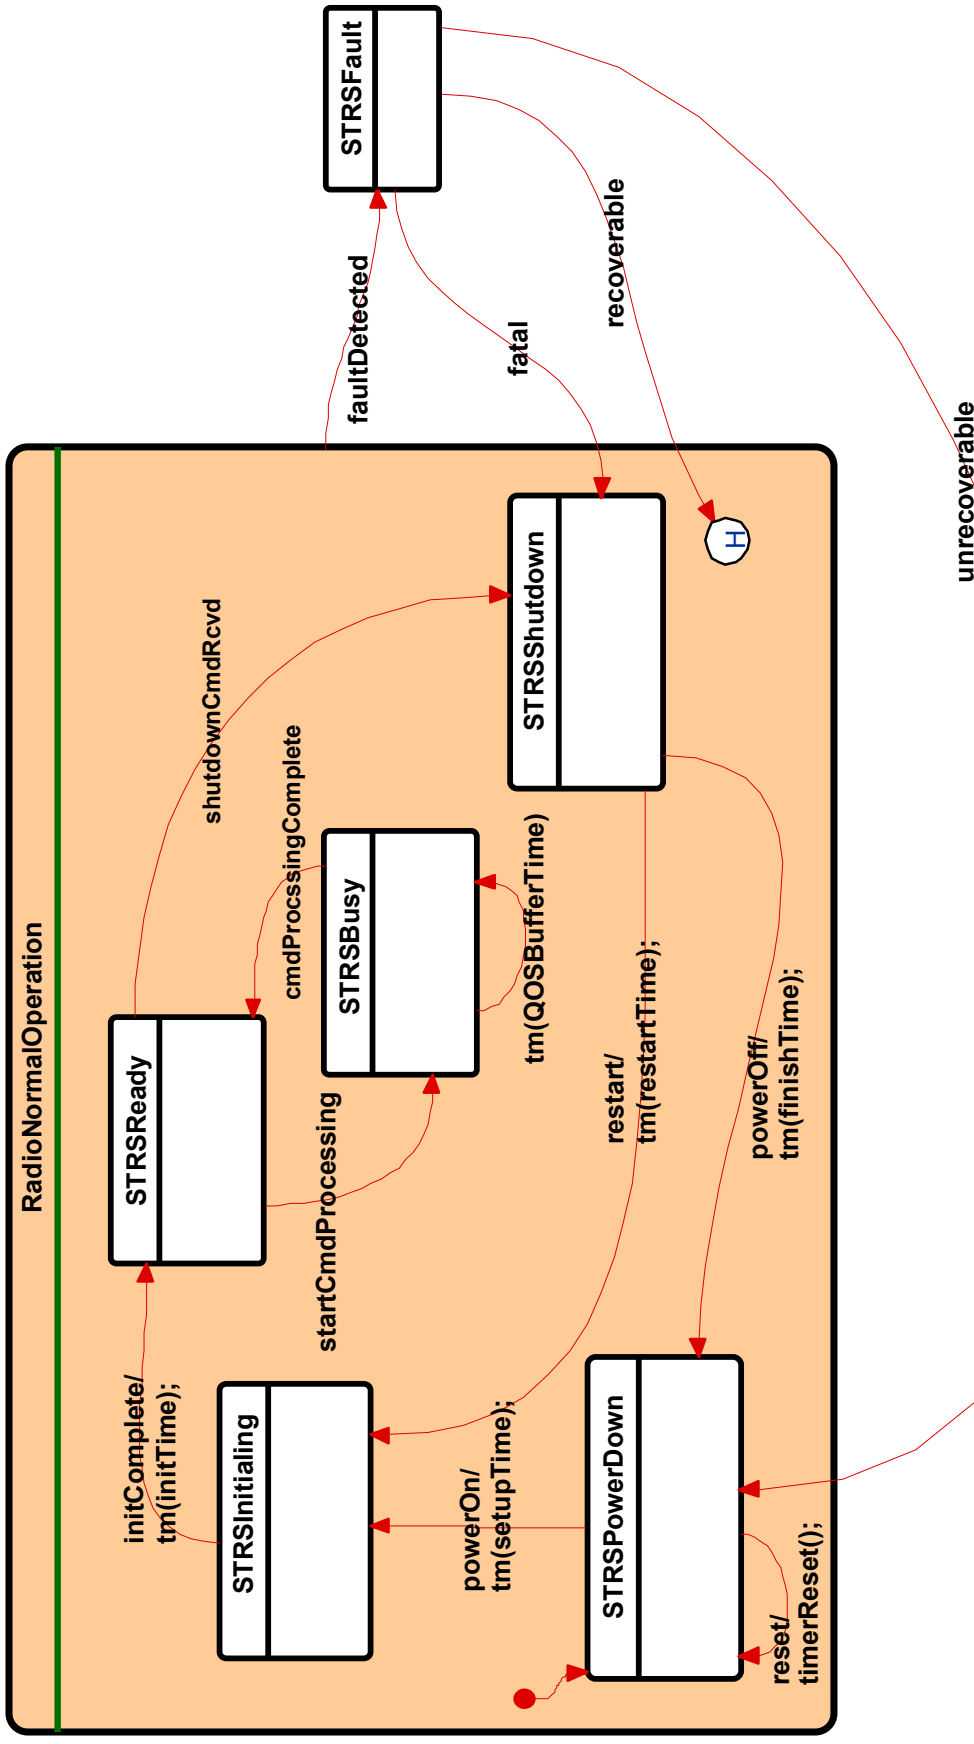 RadioNormalOperation
STRSInitialing
initComplete/
tm(initTime);
STRSReady
shutdownCmdRcvd
startCmdProcessing
cmdProcssingComplete
STRSBusy
tm(QOSBufferTime)
STRSPowerDown
powerOn/
tm(setupTime);
reset/
timerReset();
restart/
tm(restartTime);
powerOff/
tm(finishTime);
STRSShutdown
H
faultDetected
fatal
recoverable
unrecoverable
STRSFault